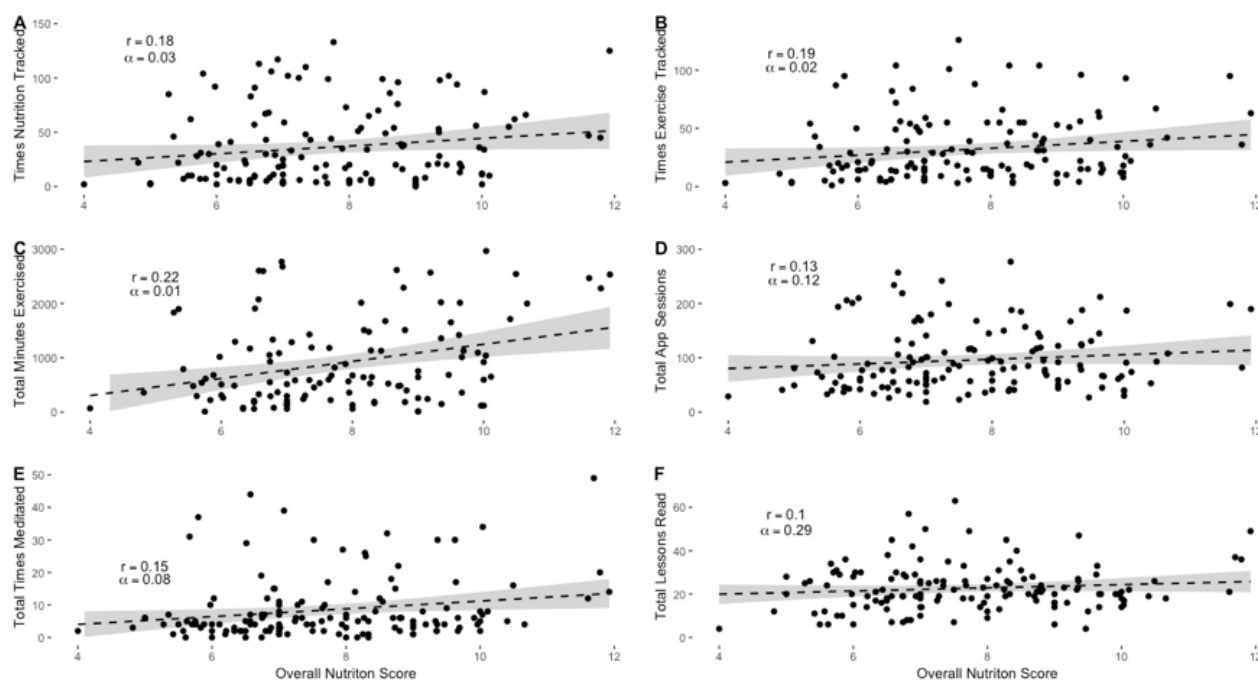 A
Times Nutrition Tracked
150
100
50
0
r = 0.18
α = 0.03
4
6
8
10
12
B
Times Exercise Tracked
100
50
0
r = 0.19
α = 0.02
4
6
8
10
12
C
Total Minutes Exercised
3000
2000
1000
0
r = 0.22
α = 0.01
4
6
8
10
12
D
Total App Sessions
300
200
100
0
r = 0.13
α = 0.12
4
6
8
10
12
E
Total Times Meditated
50
40
30
20
10
0
r = 0.15
α = 0.08
4
6
8
10
12
Overall Nutriton Score
F
Total Lessons Read
60
40
20
0
r = 0.1
α = 0.29
4
6
8
10
12
Overall Nutriton Score